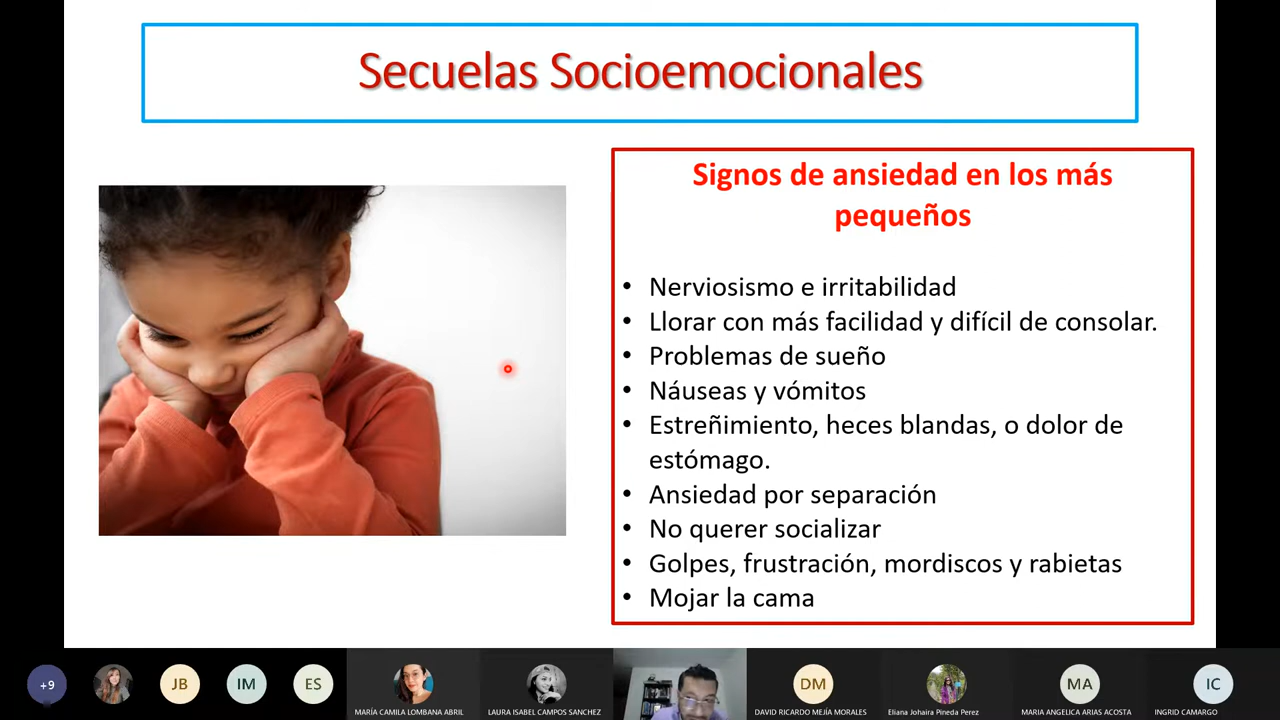 Secuelas Socioemocionales
Signos de ansiedad en los más
pequeños
• Nerviosismo e irritabilidad
• Llorar con más facilidad y difícil de consolar.
• Problemas de sueño
• Náuseas y vómitos
• Estreñimiento, heces blandas, o dolor de
estómago.
• Ansiedad por separación
• No querer socializar
• Golpes, frustración, mordiscos y rabietas
• Mojar la cama
+9
JB
IM
ES
MARÍA CAMILA LOMBANA ABRIL
LAURA ISABEL CAMPOS SANCHEZ
DM
DAVID RICARDO MEJÍA MORALES
Eliana Johaira Pineda Perez
MA
MARIA ANGELICA ARIAS ACOSTA
IC
INGRID CAMARGO